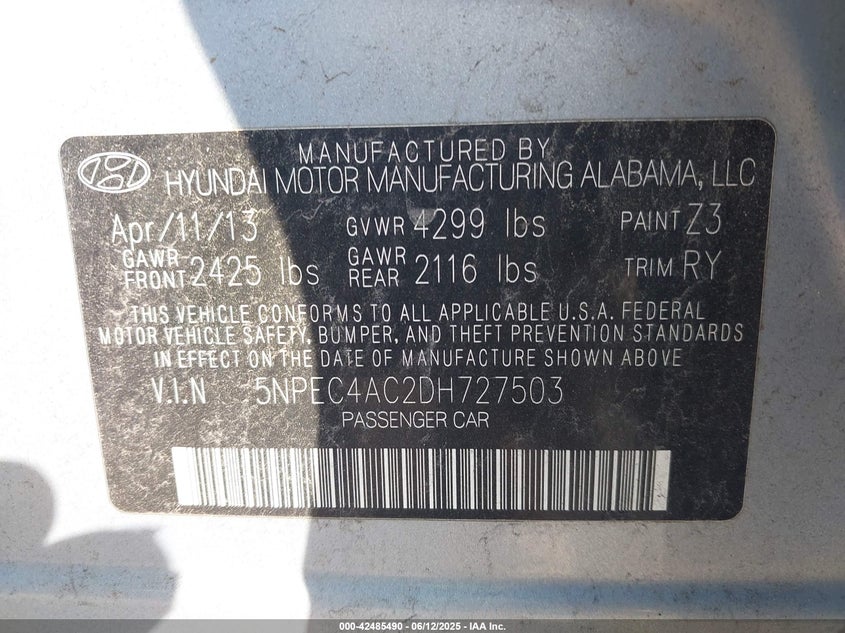 MANUFACTURED BY
HYUNDAI MOTOR MANUFACTURING ALABAMA, LLC
Apr/11/13 GVWR 4299 lbs PAINT Z3
GAWR FRONT 2425 lbs GAWR REAR 2116 lbs TRIM RY
THIS VEHICLE CONFORMS TO ALL APPLICABLE U.S.A. FEDERAL
MOTOR VEHICLE SAFETY, BUMPER, AND THEFT PREVENTION STANDARDS
IN EFFECT ON THE DATE OF MANUFACTURE SHOWN ABOVE
V.I.N 5NPEC4AC2DH727503
PASSENGER CAR
000-42485490 - 06/12/2025 - IAA Inc.